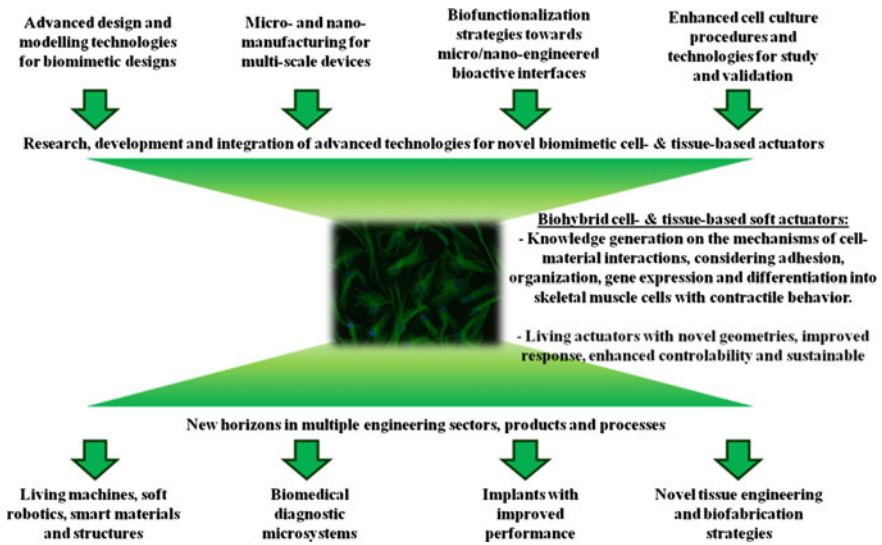 Advanced design and
modelling technologies
for biomimetic designs
Micro- and nano-
manufacturing for
multi-scale devices
Biofunctionalization
strategies towards
micro/nano-engineered
bioactive interfaces
Enhanced cell culture
procedures and
technologies for study
and validation
Research, development and integration of advanced technologies for novel biomimetic cell- & tissue-based actuators
Biohybrid cell- & tissue-based soft actuators:
- Knowledge generation on the mechanisms of cell-
material interactions, considering adhesion,
organization, gene expression and differentiation into
skeletal muscle cells with contractile behavior.
- Living actuators with novel geometries, improved
response, enhanced controlability and sustainable
New horizons in multiple engineering sectors, products and processes
Living machines, soft
robotics, smart materials
and structures
Biomedical
diagnostic
microsystems
Implants with
improved
performance
Novel tissue engineering
and biofabrication
strategies